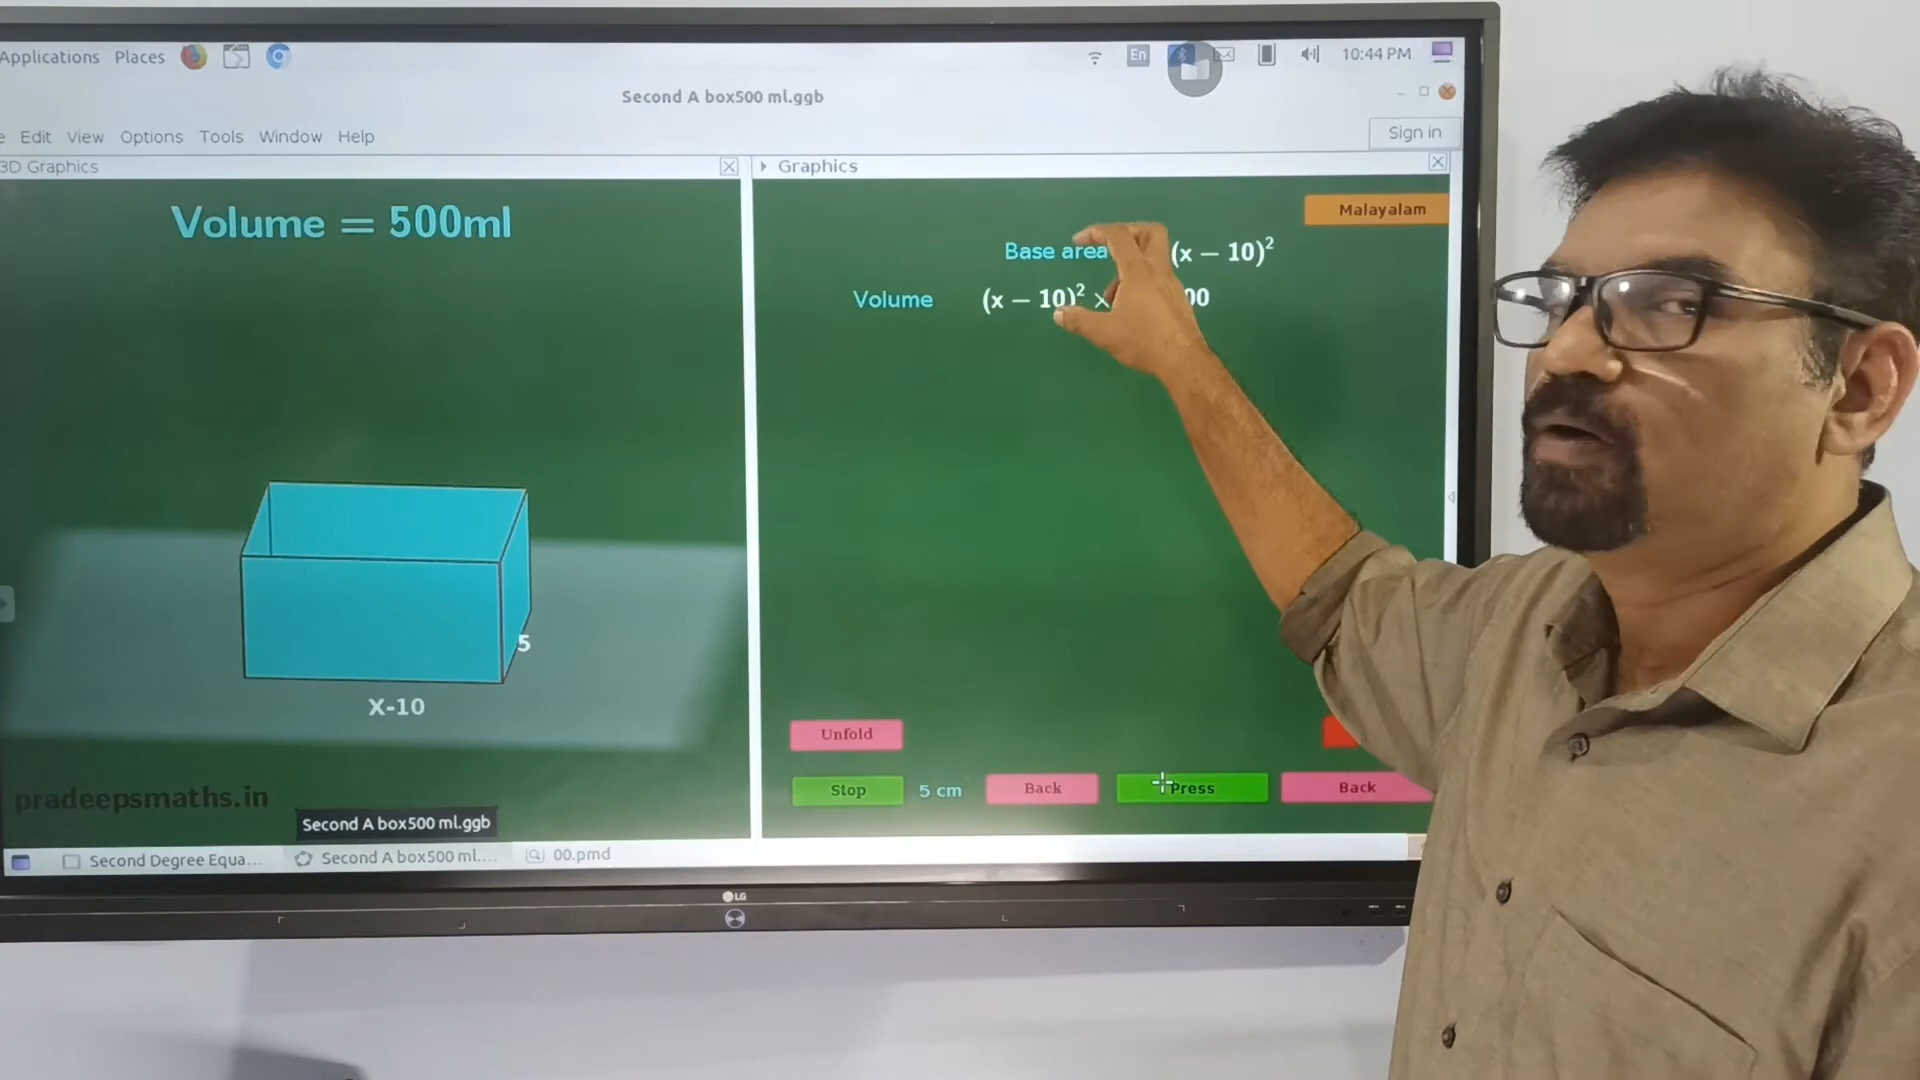 Applications Places En 10:44 PM
Second A box500 ml.ggb
Edit View Options Tools Window Help
Sign in
3D Graphics
Graphics
Volume = 500ml
Malayalam
Base area (x − 10)²
Volume (x − 10)² × 00
5
X-10
Unfold
Stop 5 cm Back Press Back
pradeepsmaths.in
Second A box500 ml.ggb
Second Degree Equa... Second A box500 ml.... 00.pmd
LG